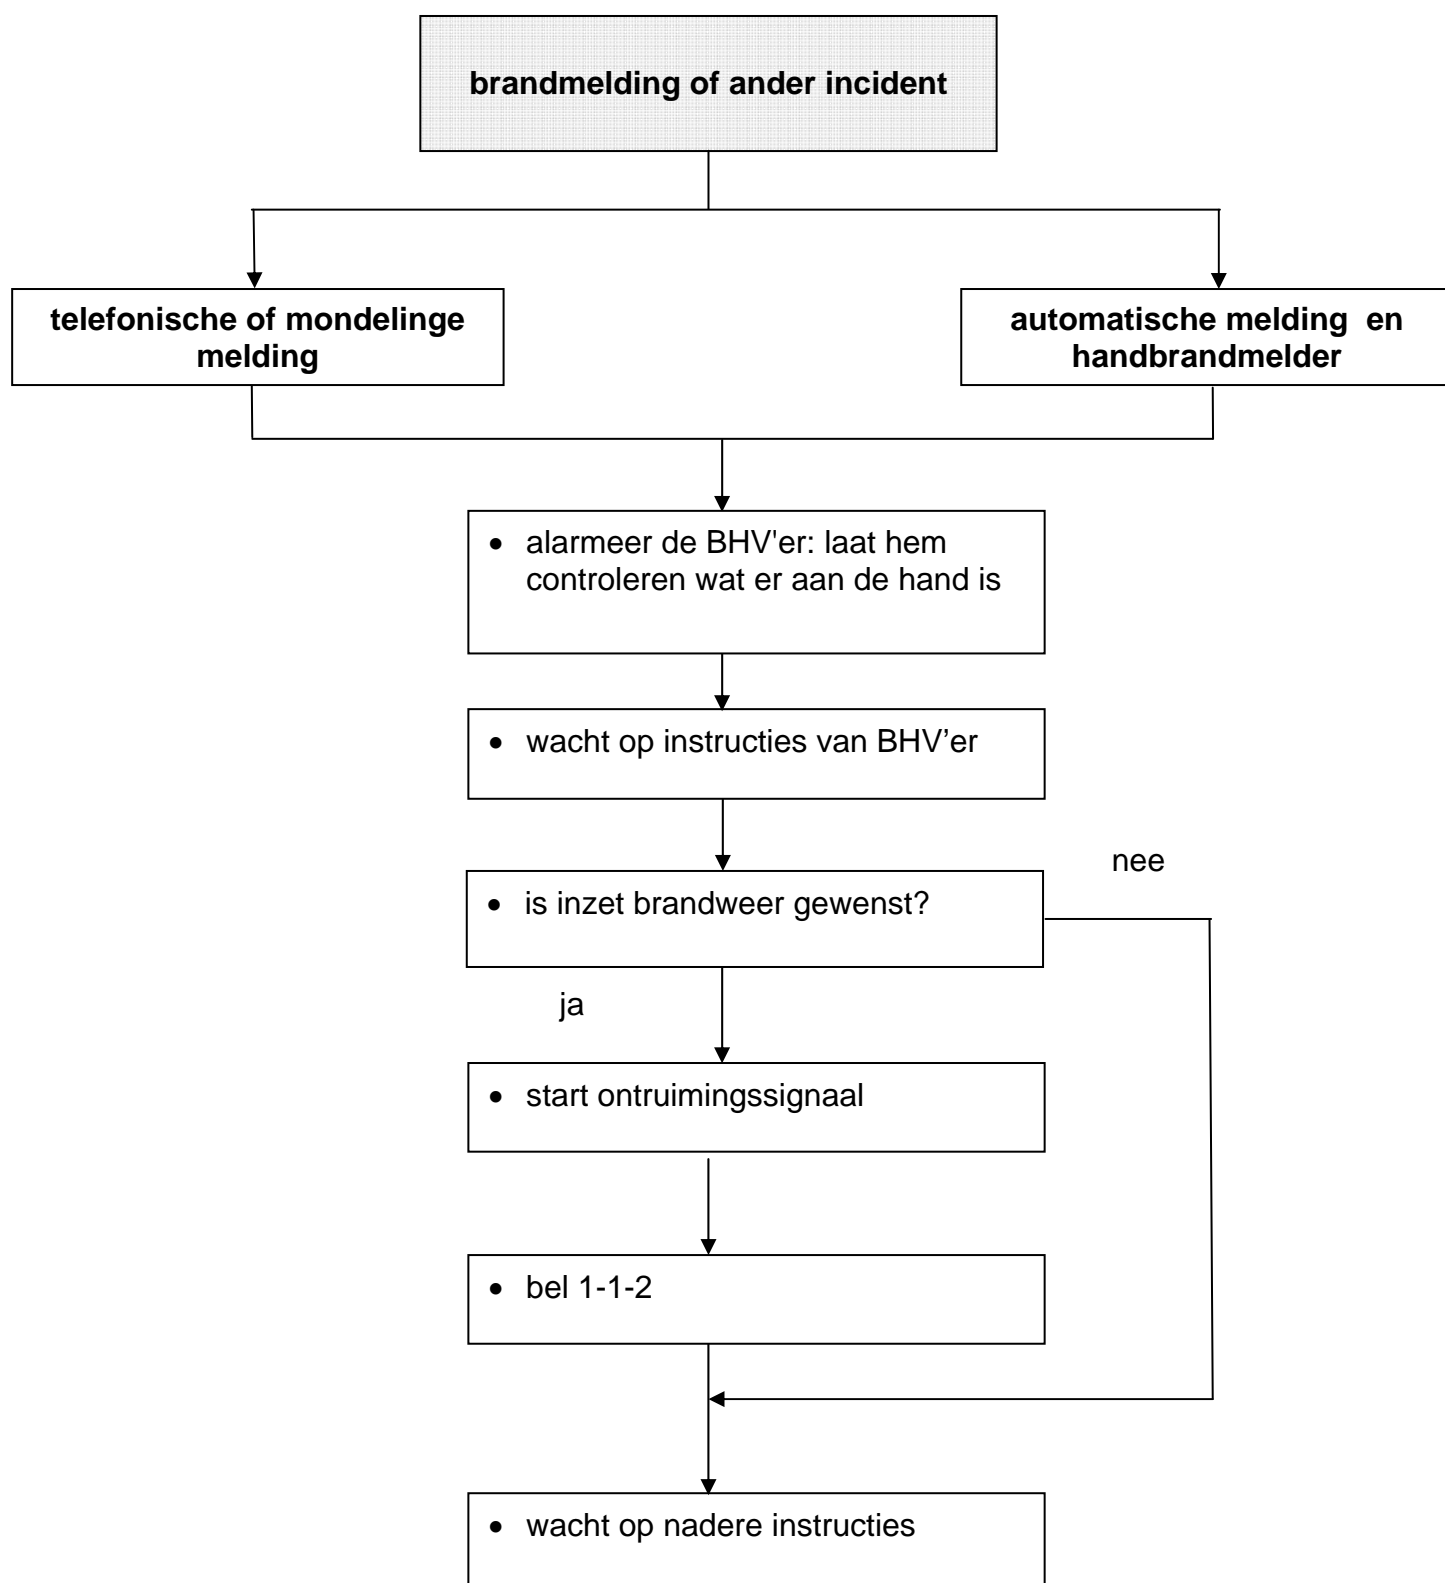 brandmelding of ander incident
telefonische of mondelinge
melding
automatische melding en
handbrandmelder
• alarmeer de BHV'er: laat hem
controleren wat er aan de hand is
• wacht op instructies van BHV’er
nee
• is inzet brandweer gewenst?
ja
• start ontruimingssignaal
• bel 1-1-2
• wacht op nadere instructies